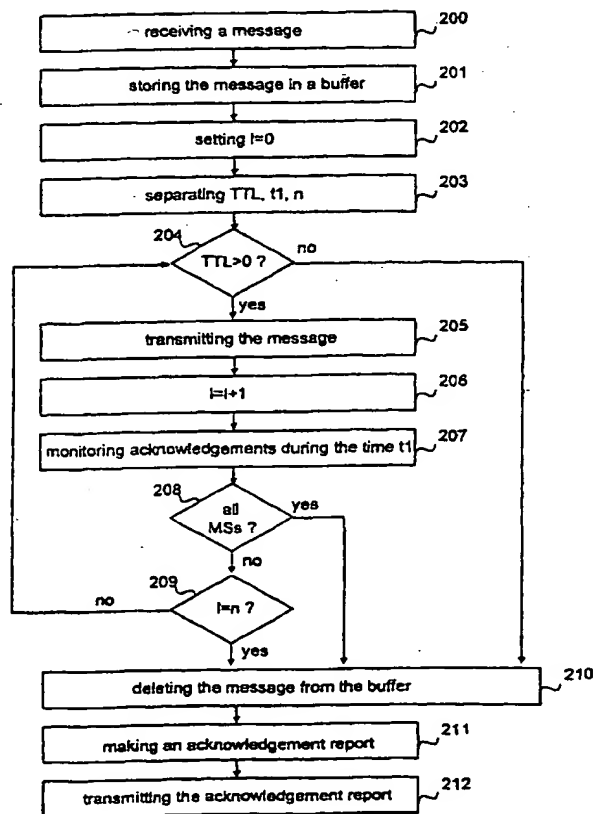 receiving a message 200
storing the message in a buffer 201
setting i=0 202
separating TTL, t1, n 203
204 TTL>0 ? no
yes
transmitting the message 205
i=i+1 206
monitoring acknowledgements during the time t1 207
208 all MSs ? yes
no
209 i=n ? no
yes
deleting the message from the buffer 210
making an acknowledgement report 211
transmitting the acknowledgement report 212